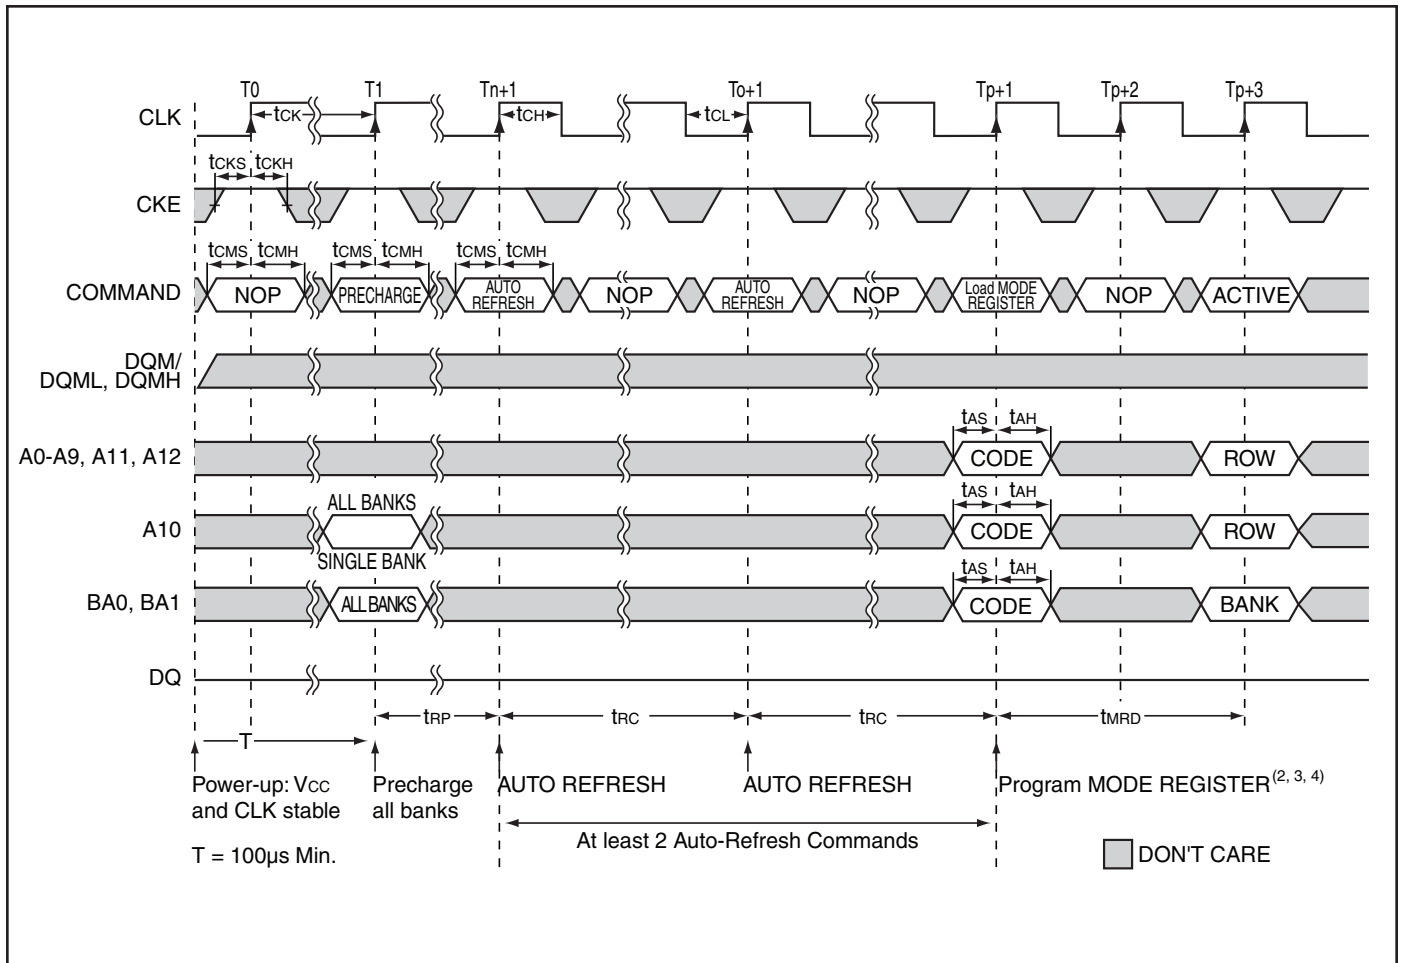 T0 T1 Tn+1 To+1 Tp+1 Tp+2 Tp+3
CLK tCK tCH tCL
tCKS tCKH
CKE
tCMS tCMH tCMS tCMH tCMS tCMH
COMMAND NOP PRECHARGE AUTO REFRESH NOP AUTO REFRESH NOP Load MODE REGISTER NOP ACTIVE
DQM/
DQML, DQMH
tAS tAH
A0-A9, A11, A12 CODE ROW
ALL BANKS tAS tAH
A10 CODE ROW
SINGLE BANK tAS tAH
BA0, BA1 ALL BANKS CODE BANK
DQ
tRP tRC tRC tMRD
T
Power-up: VCC Precharge AUTO REFRESH AUTO REFRESH Program MODE REGISTER(2, 3, 4)
and CLK stable all banks
At least 2 Auto-Refresh Commands
T = 100µs Min. DON'T CARE